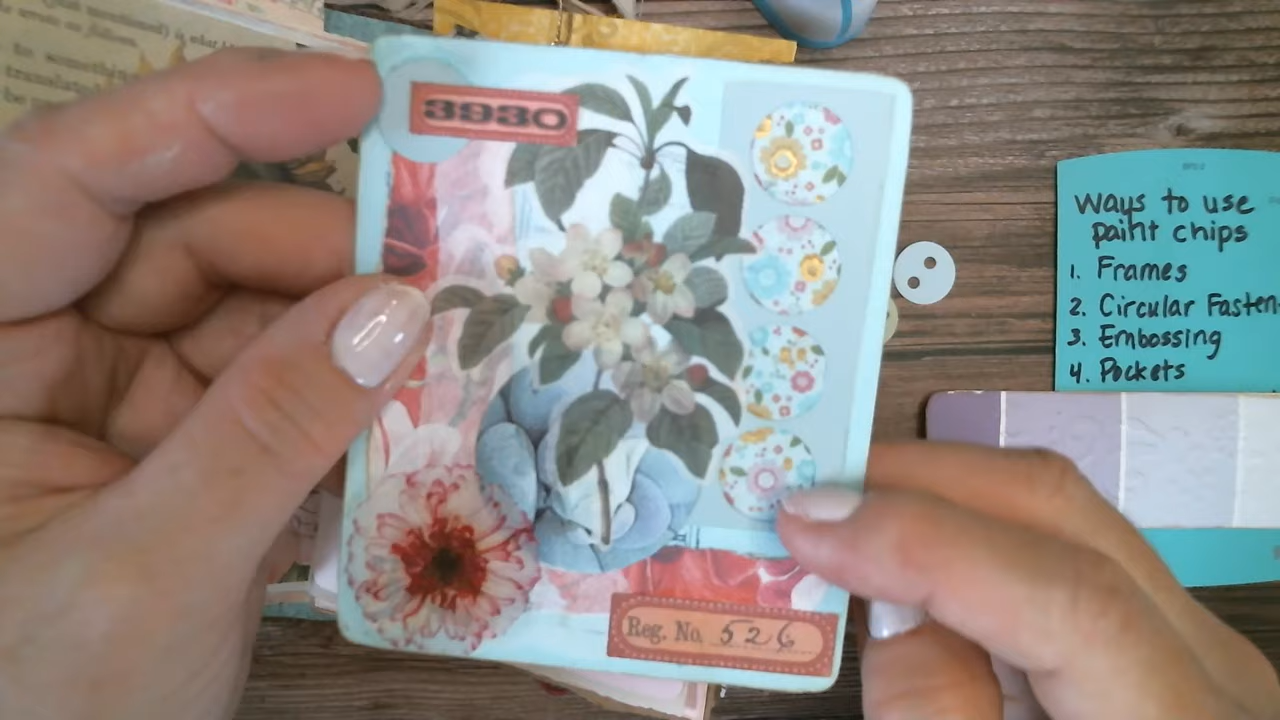 3930
Reg. No. 526
ways to use
paint chips
1. Frames
2. Circular Fasten
3. Embossing
4. Pockets